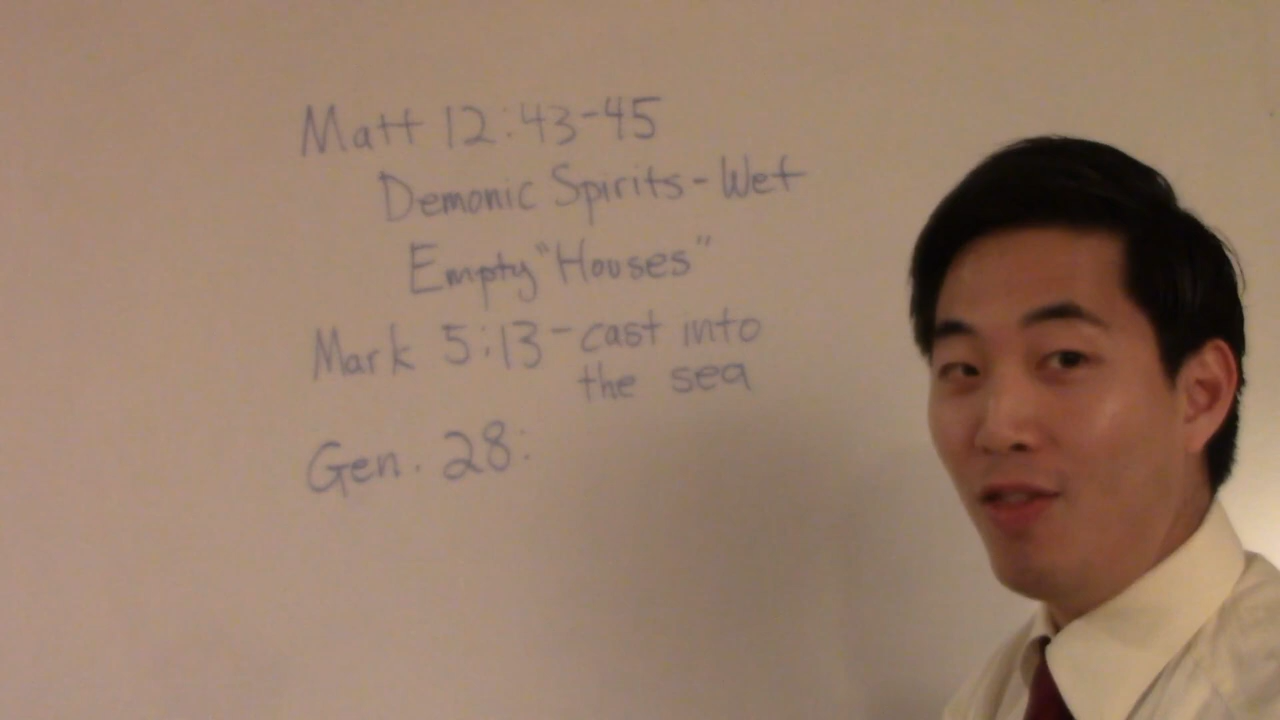 Matt 12:43-45
Demonic Spirits - Wet
Empty "Houses"
Mark 5:13 - cast into
the sea
Gen. 28: